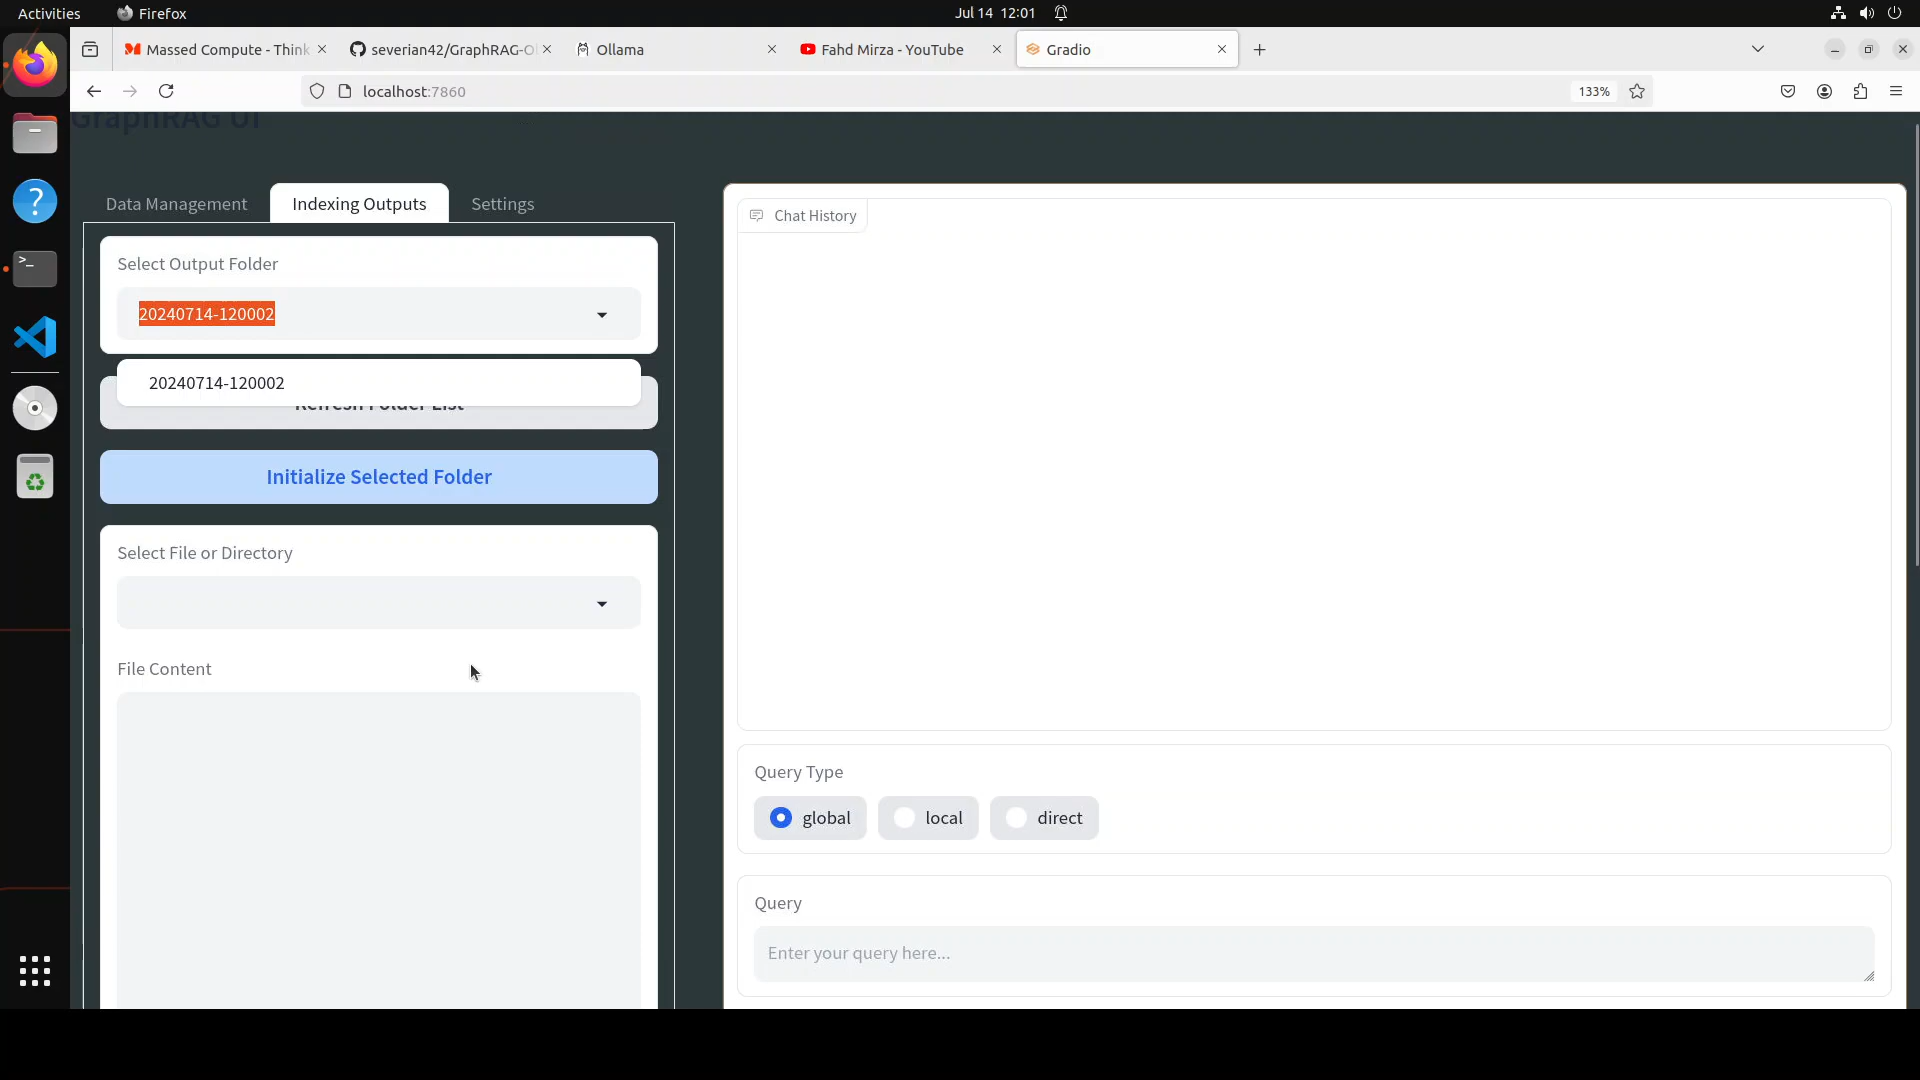 Activities
Firefox
Jul 14 12:01
Massed Compute - Think
severian42/GraphRAG-O
Ollama
Fahd Mirza - YouTube
Gradio
localhost:7860
133%
GraphRAG UI
Data Management
Indexing Outputs
Settings
Select Output Folder
20240714-120002
20240714-120002
Refresh Folder List
Initialize Selected Folder
Select File or Directory
File Content
Chat History
Query Type
global
local
direct
Query
Enter your query here...